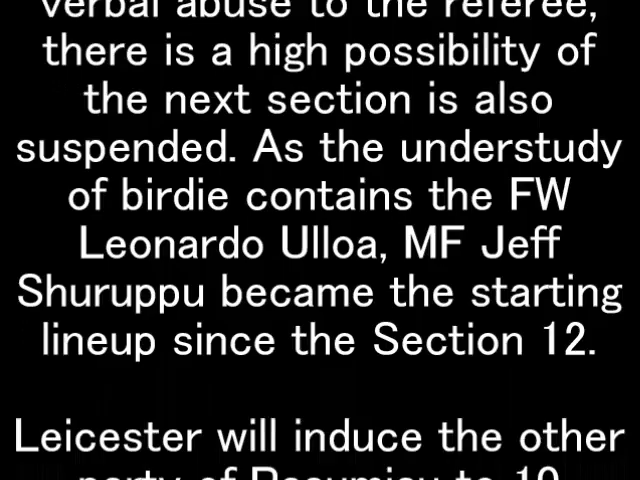 verbal abuse to the referee,
there is a high possibility of
the next section is also
suspended. As the understudy
of birdie contains the FW
Leonardo Ulloa, MF Jeff
Shuruppu became the starting
lineup since the Section 12.
Leicester will induce the other
party of Pasumisu to 10